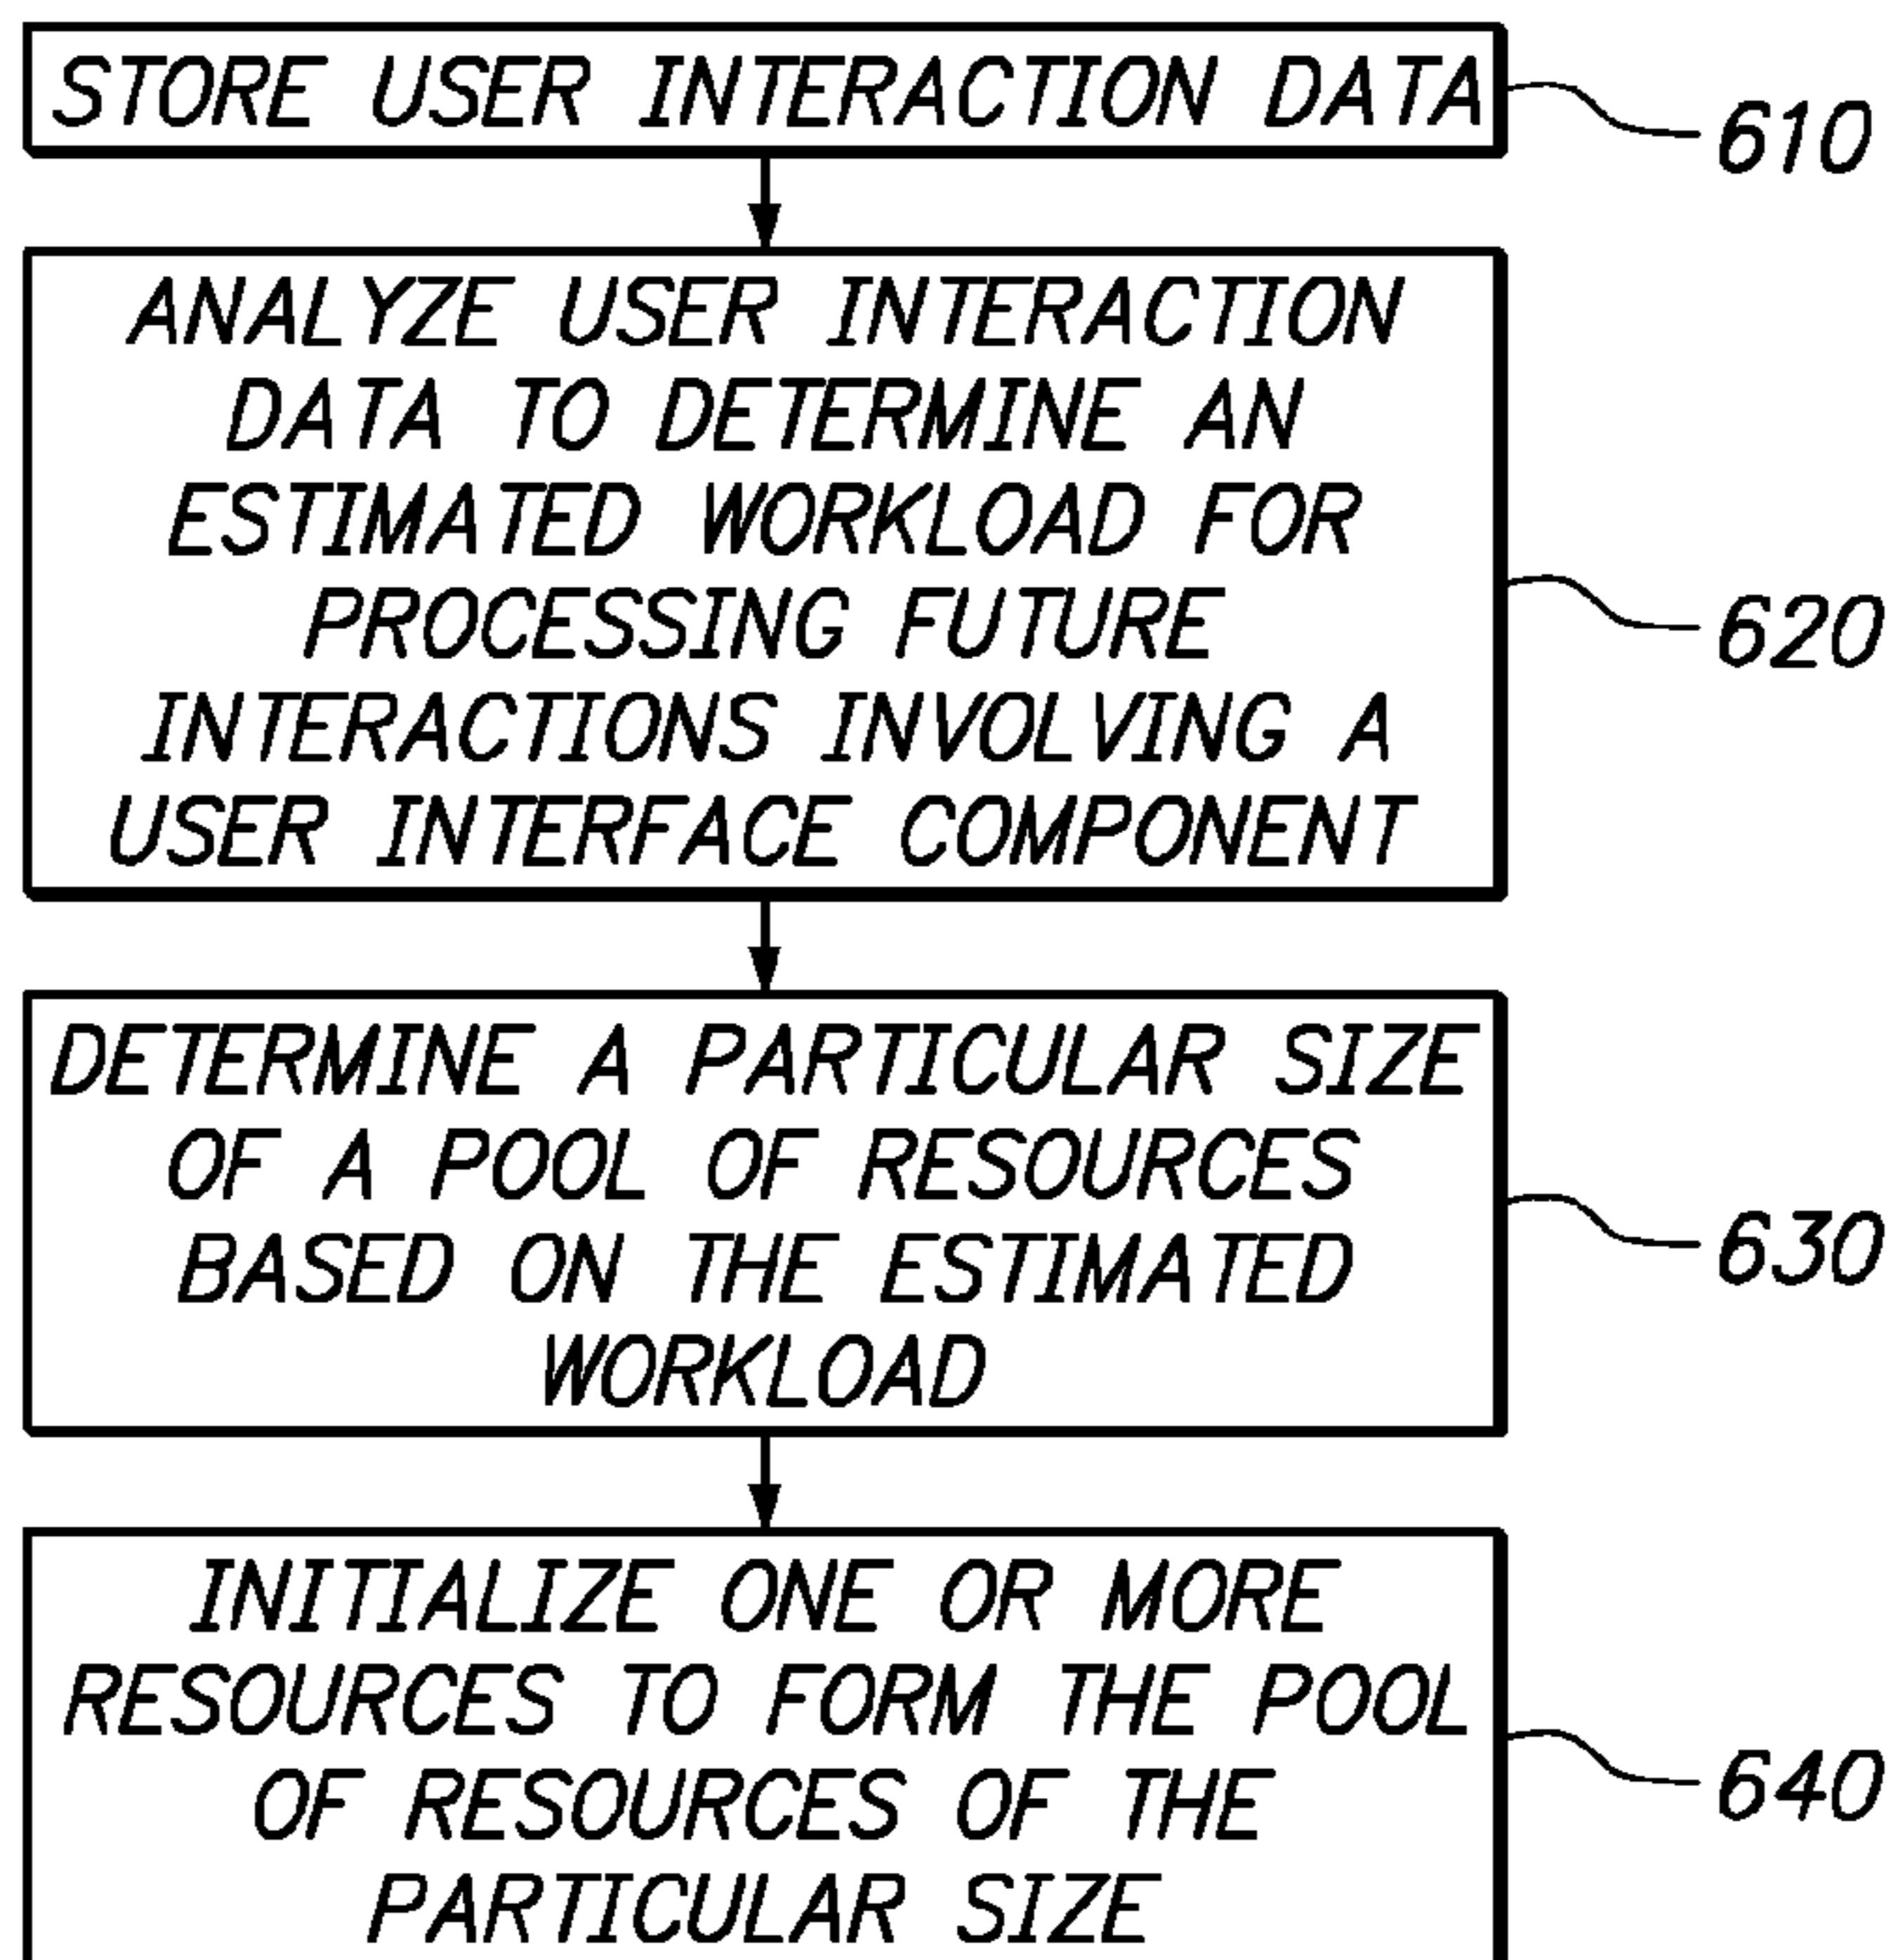 STORE USER INTERACTION DATA
610
ANALYZE USER INTERACTION
DATA TO DETERMINE AN
ESTIMATED WORKLOAD FOR
PROCESSING FUTURE
INTERACTIONS INVOLVING A
USER INTERFACE COMPONENT
620
DETERMINE A PARTICULAR SIZE
OF A POOL OF RESOURCES
BASED ON THE ESTIMATED
WORKLOAD
630
INITIALIZE ONE OR MORE
RESOURCES TO FORM THE POOL
OF RESOURCES OF THE
PARTICULAR SIZE
640